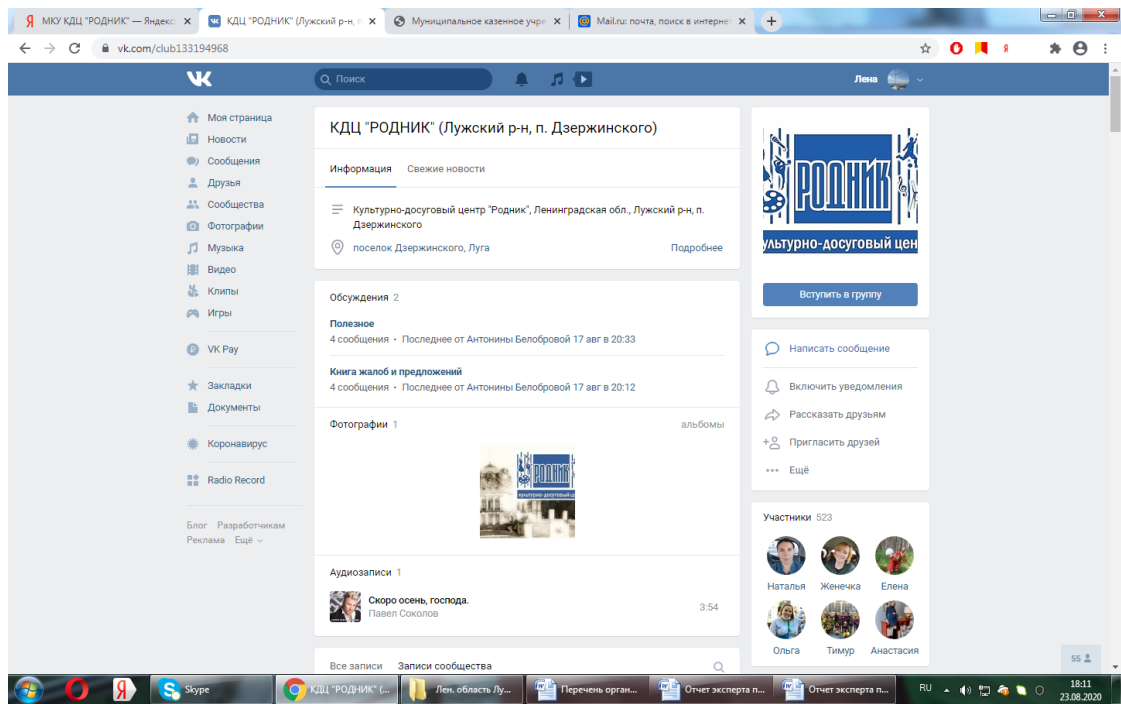 МКУ КДЦ "РОДНИК" — Яндекс
КДЦ "РОДНИК" (Лужский р-н, п
Муниципальное казенное учре
Mail.ru: почта, поиск в интернет
vk.com/club133194968
Поиск
Лена
Моя страница
Новости
Сообщения
Друзья
Сообщества
Фотографии
Музыка
Видео
Клипы
Игры
VK Pay
Закладки
Документы
Коронавирус
Radio Record
Блог Разработчикам
Реклама Ещё
КДЦ "РОДНИК" (Лужский р-н, п. Дзержинского)
Информация Свежие новости
Культурно-досуговый центр "Родник", Ленинградская обл., Лужский р-н, п.
Дзержинского
поселок Дзержинского, Луга Подробнее
Обсуждения 2
Полезное
4 сообщения • Последнее от Антонины Белобровой 17 авг в 20:33
Книга жалоб и предложений
4 сообщения • Последнее от Антонины Белобровой 17 авг в 20:12
Фотографии 1 альбомы
РОДНИК
Аудиозаписи 1
Скоро осень, господа.
Павел Соколов 3:54
Все записи Записи сообщества
РОДНИК
ультурно-досуговый цен
Вступить в группу
Написать сообщение
Включить уведомления
Рассказать друзьям
Пригласить друзей
Ещё
Участники 523
Наталья Женечка Елена
Ольга Тимур Анастасия
55
Skype
КДЦ "РОДНИК" (...
Лен. область Лу...
Перечень орган...
Отчет эксперта п...
Отчет эксперта п...
RU
18:11
23.08.2020